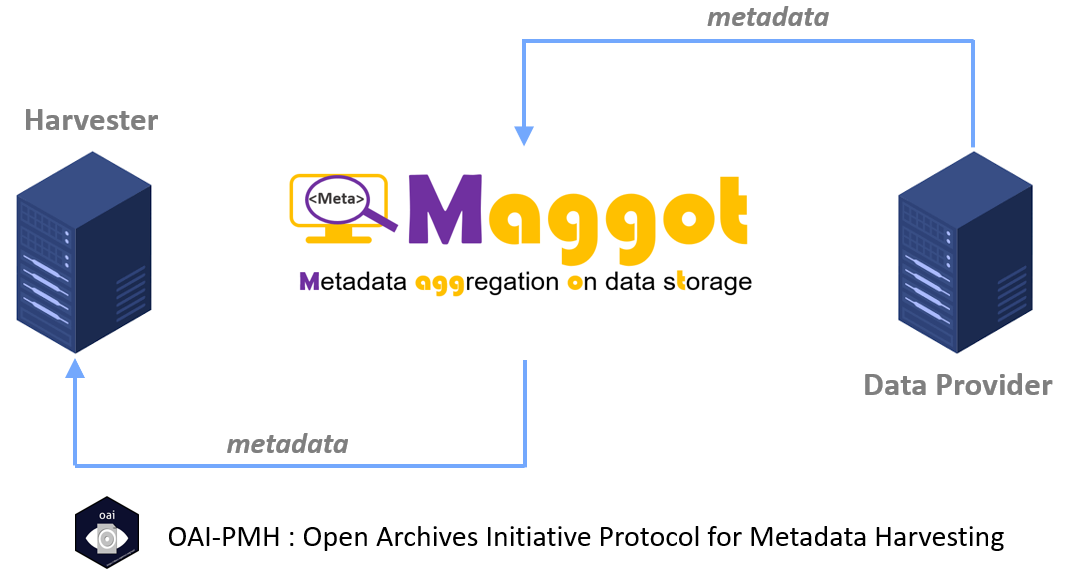 metadata
Harvester
<Meta>
Maggot
Metadada aggregation on data storage
Data Provider
metadata
oai
OAI-PMH : Open Archives Initiative Protocol for Metadata Harvesting